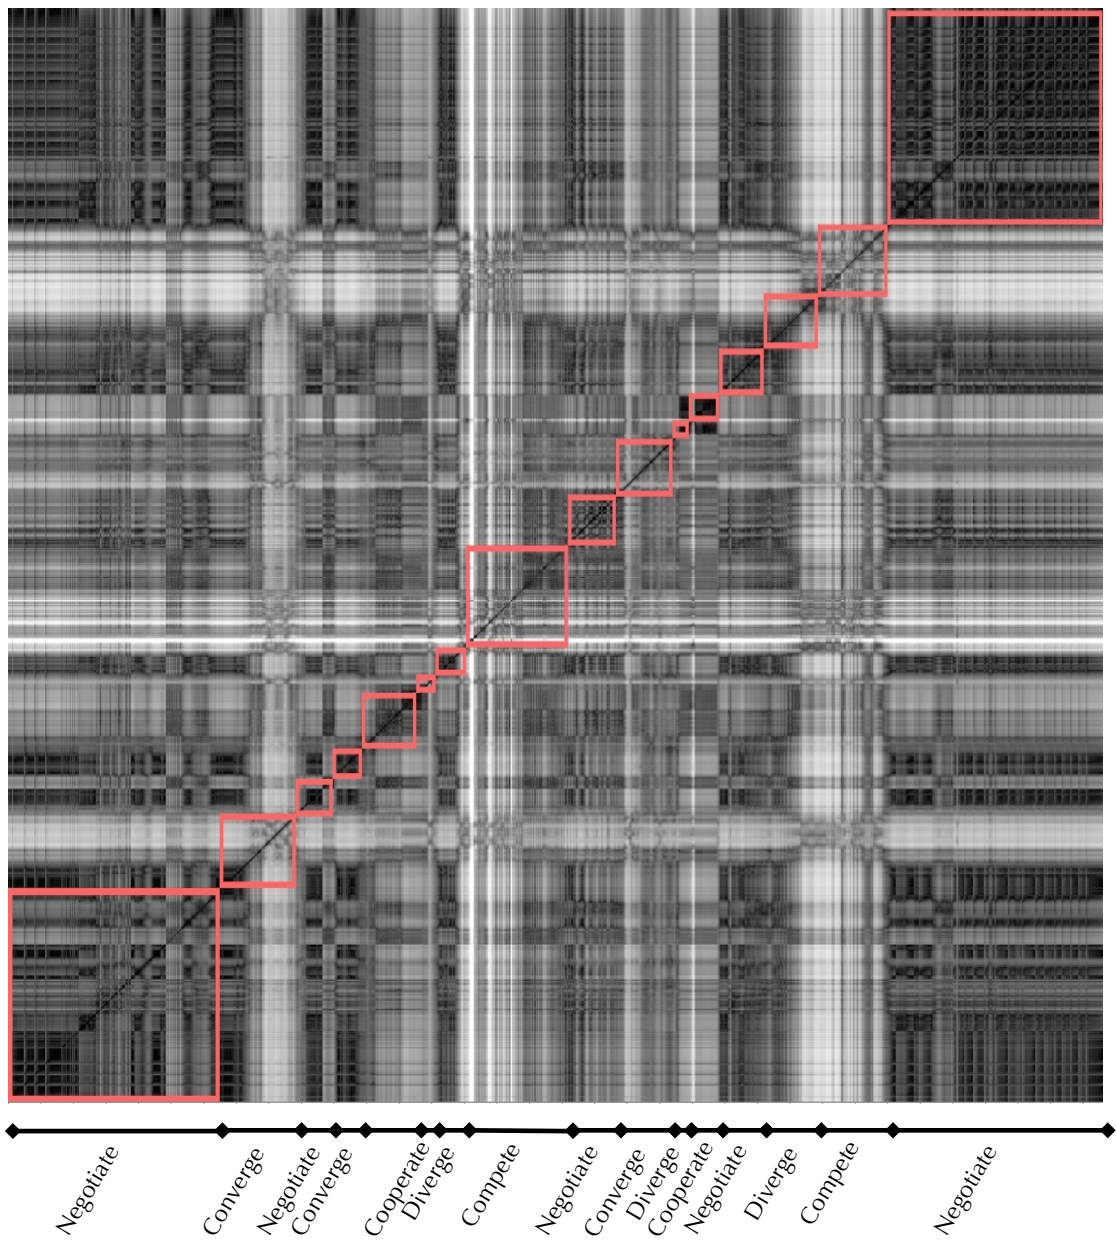 Negotiate
Converge
Negotiate
Converge
Cooperate
Diverge
Compete
Negotiate
Converge
Diverge
Cooperate
Negotiate
Diverge
Compete
Negotiate